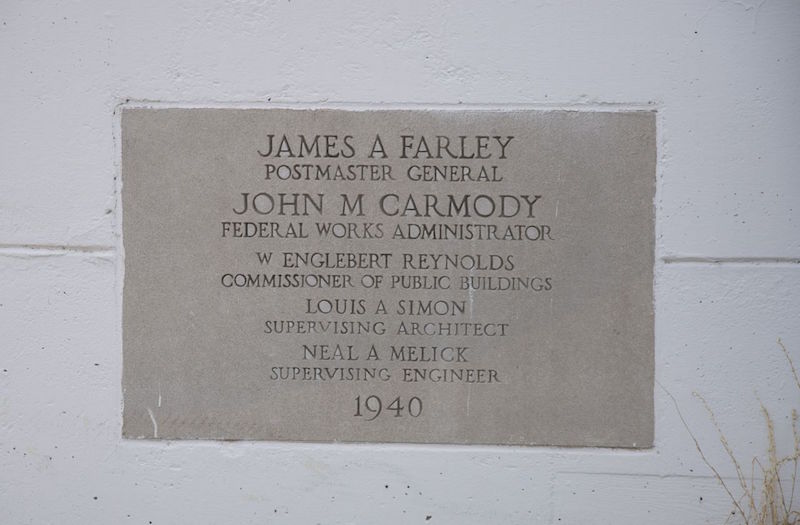 JAMES A FARLEY
POSTMASTER GENERAL
JOHN M CARMODY
FEDERAL WORKS ADMINISTRATOR
W ENGLEBERT REYNOLDS
COMMISSIONER OF PUBLIC BUILDINGS
LOUIS A SIMON
SUPERVISING ARCHITECT
NEAL A MELICK
SUPERVISING ENGINEER
1940